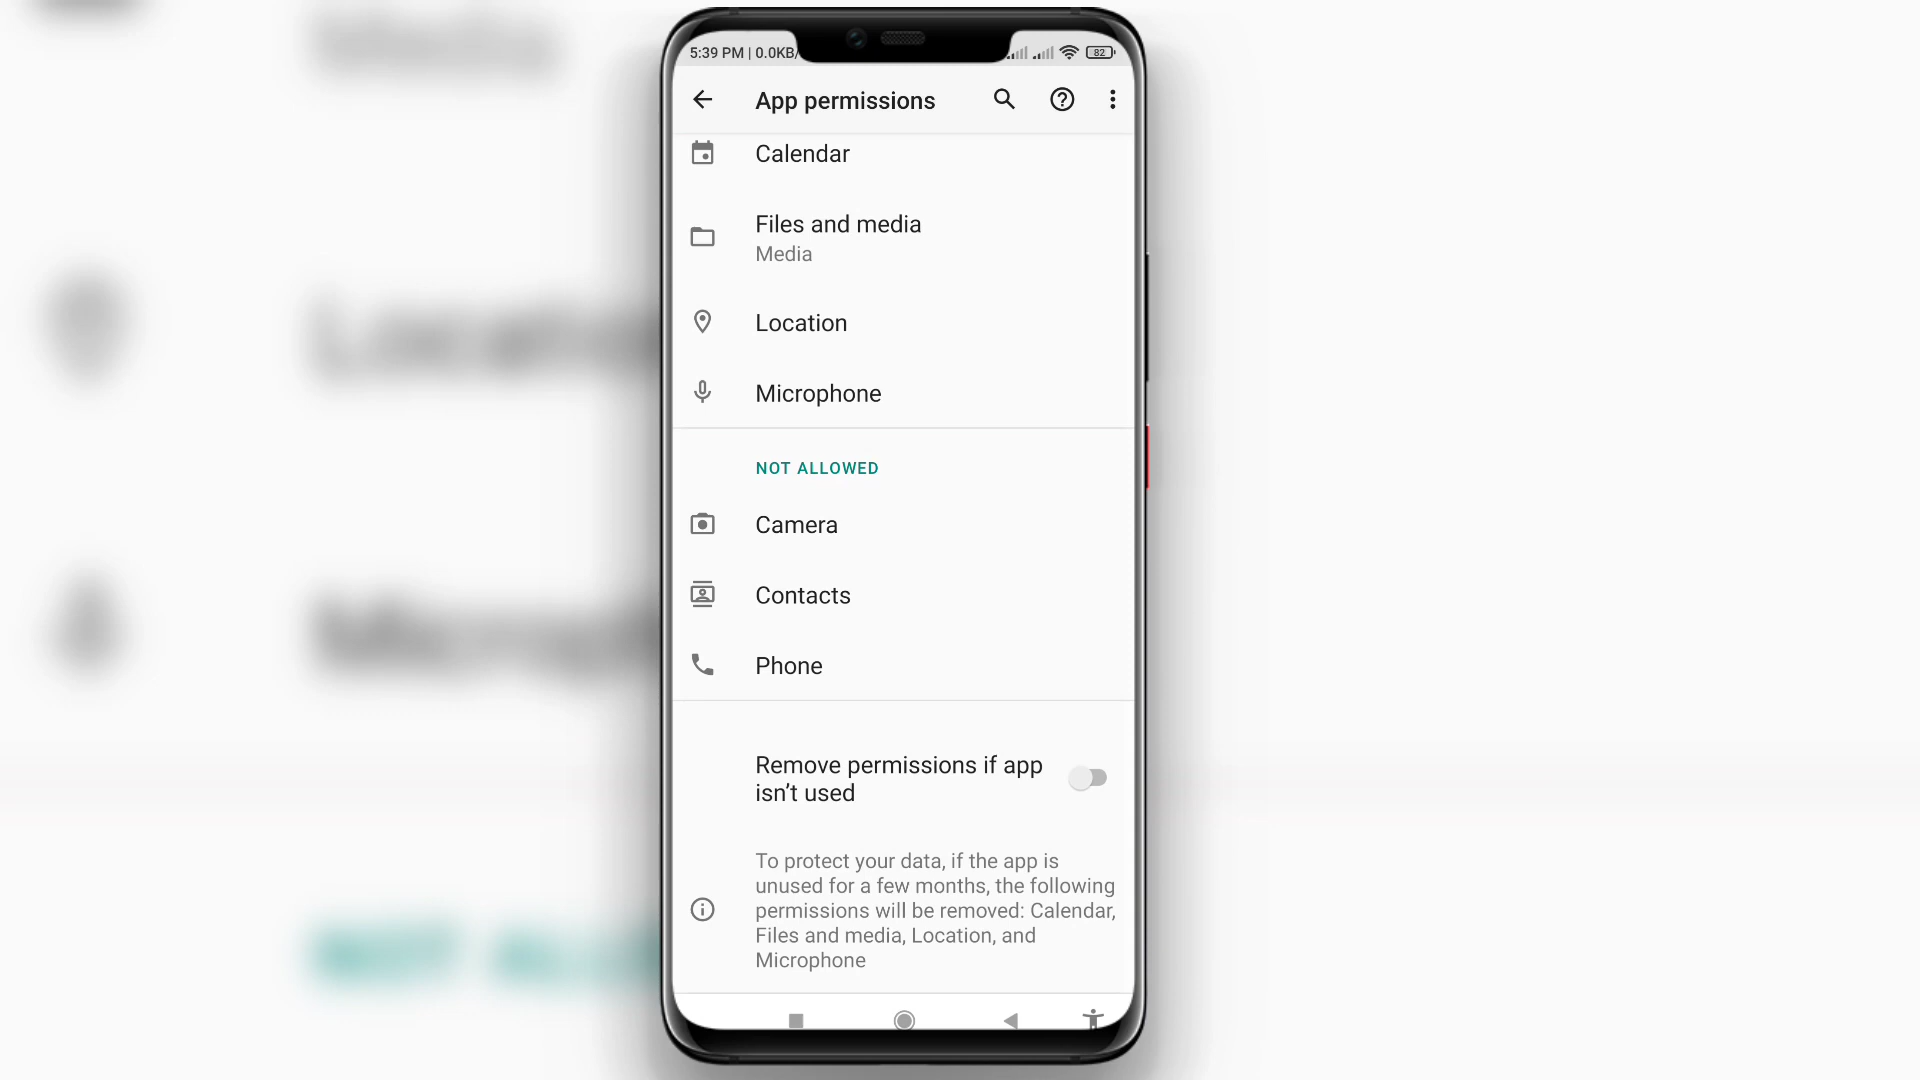 5:39 PM | 0.0KB/
82
App permissions
Calendar
Files and media
Media
Location
Microphone
NOT ALLOWED
Camera
Contacts
Phone
Remove permissions if app
isn't used
To protect your data, if the app is
unused for a few months, the following
permissions will be removed: Calendar,
Files and media, Location, and
Microphone